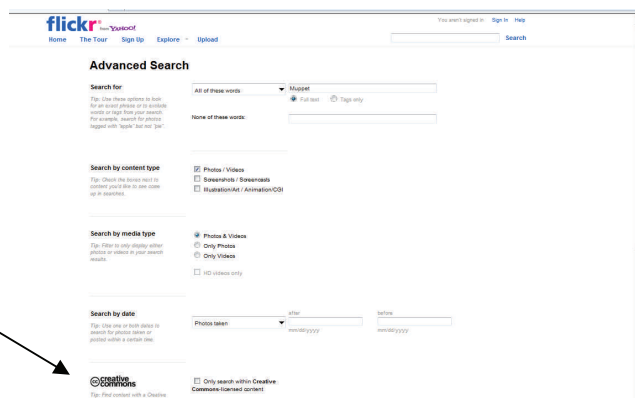 flickr from YAHOO!
You aren't signed in Sign In Help
Home The Tour Sign Up Explore Upload Search
Advanced Search
Search for
Tip: Use these options to look
for an exact phrase or to exclude
words or tags from your search.
For example, search for photos
tagged with "apple" but not "pie".
All of these words Muppet
Full text Tags only
None of these words:
Search by content type
Tip: Check the boxes next to
content you'd like to see come
up in searches.
Photos / Videos
Screenshots / Screencasts
Illustration/Art / Animation/CGI
Search by media type
Tip: Filter to only display either
photos or videos in your search
results.
Photos & Videos
Only Photos
Only Videos
HD videos only
Search by date
Tip: Use one or both dates to
search for photos taken or
posted within a certain time.
Photos taken
after before
mm/dd/yyyy mm/dd/yyyy
cc creative
commons
Tip: Find content with a Creative
Only search within Creative
Commons-licensed content